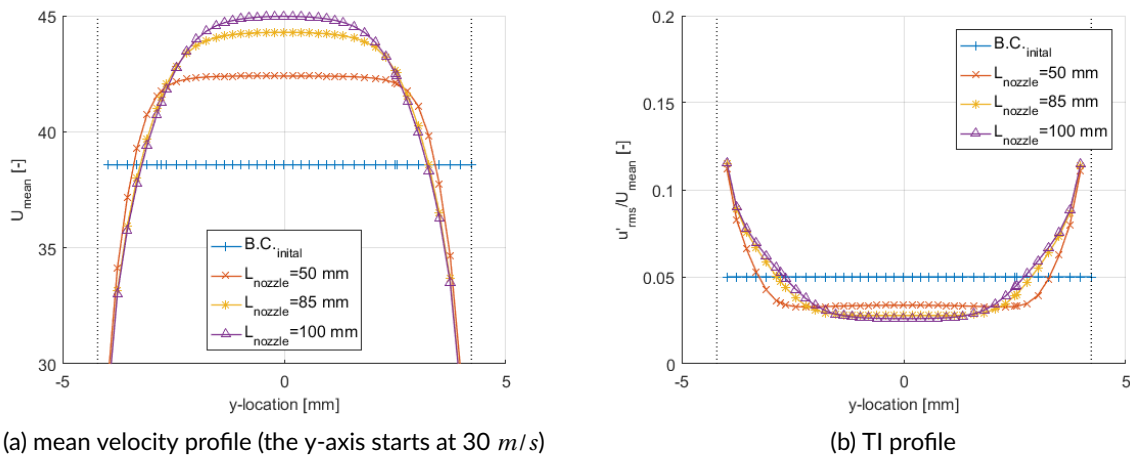 45
40
35
30
U_mean [-]
-5
0
5
y-location [mm]
B.C._inital
L_nozzle=50 mm
L_nozzle=85 mm
L_nozzle=100 mm
(a) mean velocity profile (the y-axis starts at 30 m/s)
0.2
0.15
0.1
0.05
0
u'_rms/U_mean [-]
-5
0
5
y-location [mm]
B.C._inital
L_nozzle=50 mm
L_nozzle=85 mm
L_nozzle=100 mm
(b) TI profile